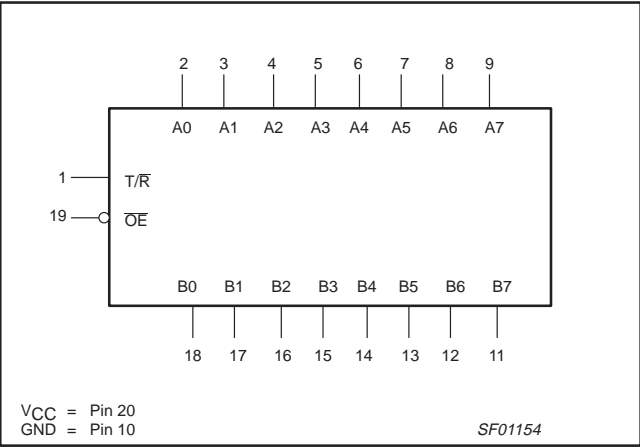 2 3 4 5 6 7 8 9
A0 A1 A2 A3 A4 A5 A6 A7
1 T/R̅
19 O̅E̅
B0 B1 B2 B3 B4 B5 B6 B7
18 17 16 15 14 13 12 11
VCC = Pin 20
GND = Pin 10
SF01154